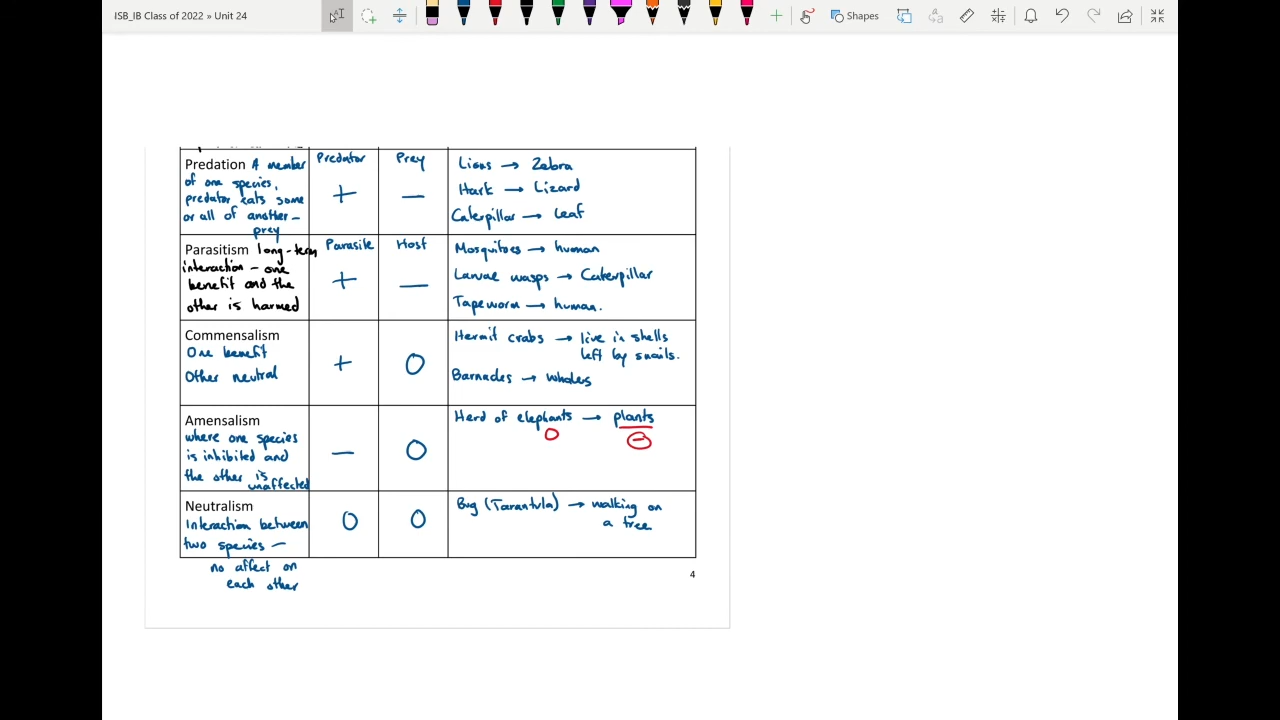 ISB_IB Class of 2022 » Unit 24
Shapes
Predation A member
of one species,
predator eats some
or all of another –
prey
Predator
+
Prey
–
Lions → Zebra
Hark → Lizard
Caterpillar → Leaf
Parasitism long-term
interaction – one
benefit and the
other is harmed
Parasite
+
Host
–
Mosquitoes → human
Larvae wasps → Caterpillar
Tapeworm → human.
Commensalism
One benefit
Other neutral
+
0
Hermit crabs → live in shells
left by snails.
Barnacles → whales
Amensalism
where one species
is inhibited and
the other is
unaffected
–
0
Herd of elephants → plants
0
–
Neutralism
Interaction between
two species –
no affect on
each other
0
0
Bug (Tarantula) → walking on
a tree
4